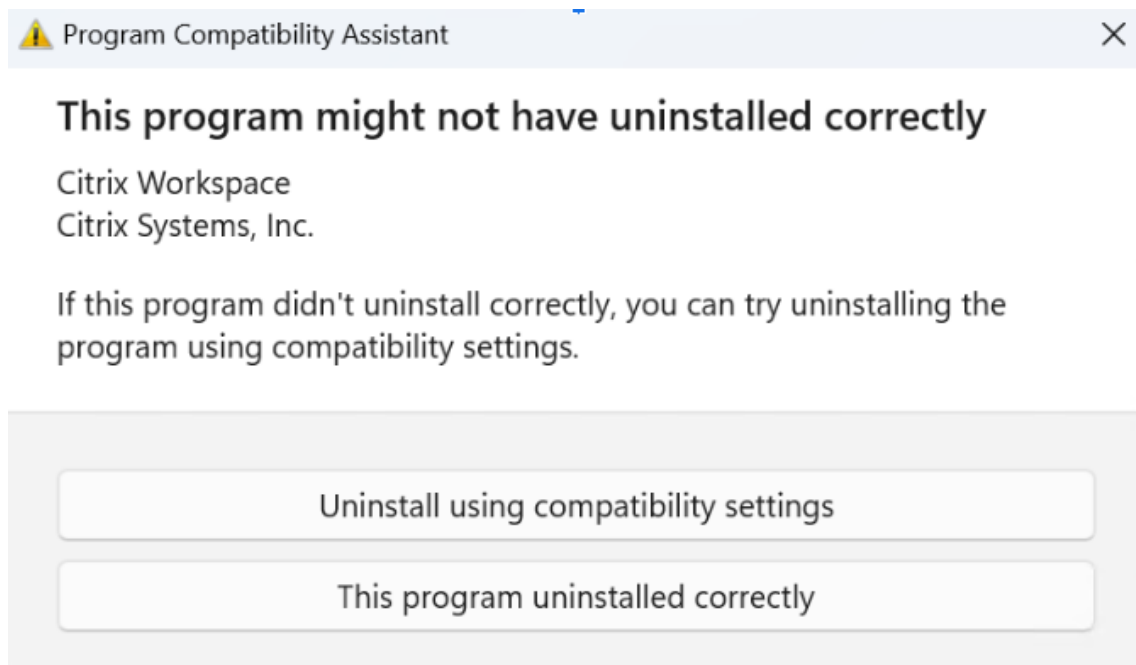 Program Compatibility Assistant
This program might not have uninstalled correctly
Citrix Workspace
Citrix Systems, Inc.
If this program didn't uninstall correctly, you can try uninstalling the
program using compatibility settings.
Uninstall using compatibility settings
This program uninstalled correctly